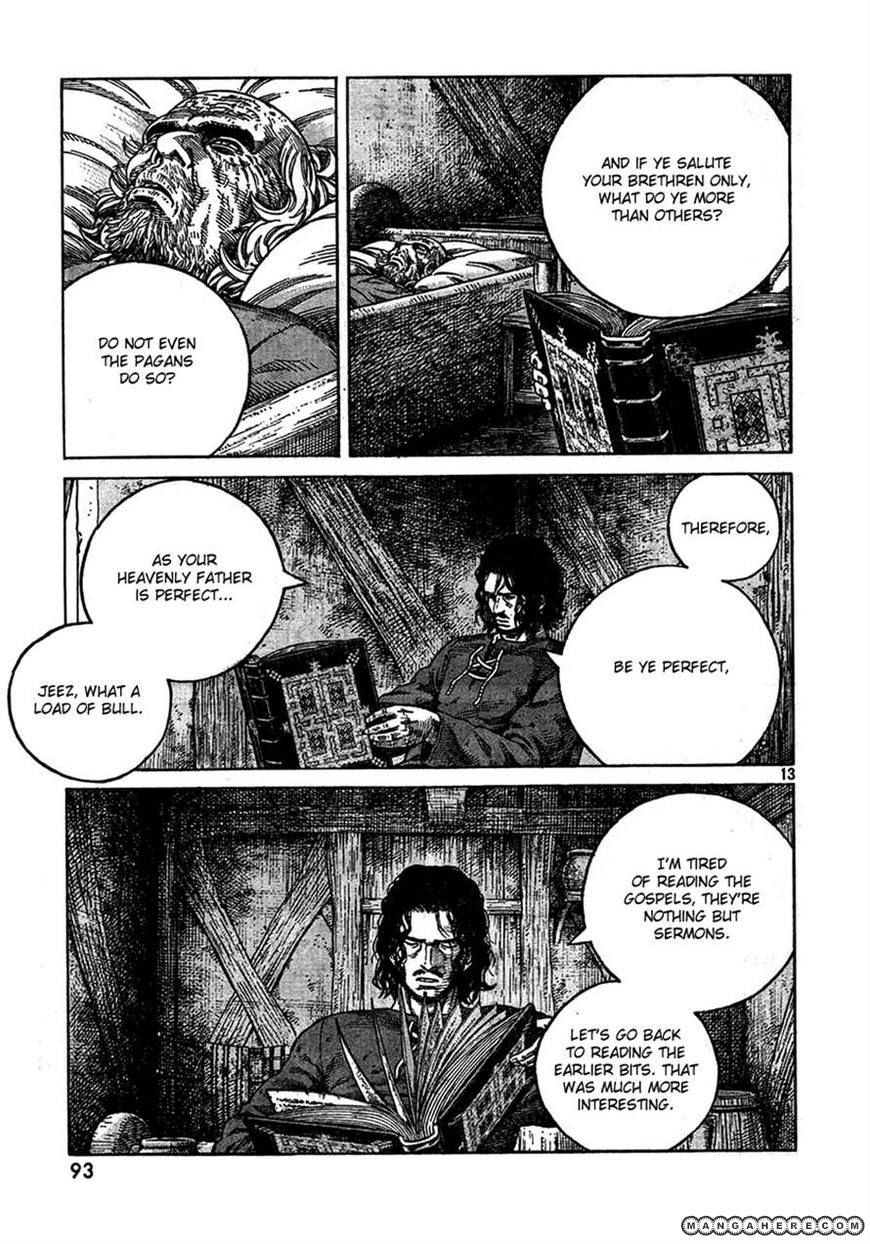 AND IF YE SALUTE
YOUR BRETHREN ONLY,
WHAT DO YE MORE
THAN OTHERS?
DO NOT EVEN
THE PAGANS
DO SO?
THEREFORE,
BE YE PERFECT,
AS YOUR
HEAVENLY FATHER
IS PERFECT...
JEEZ, WHAT A
LOAD OF BULL.
13
I'M TIRED
OF READING THE
GOSPELS, THEY'RE
NOTHING BUT
SERMONS.
LET'S GO BACK
TO READING THE
EARLIER BITS. THAT
WAS MUCH MORE
INTERESTING.
93
MANGAHERE.COM